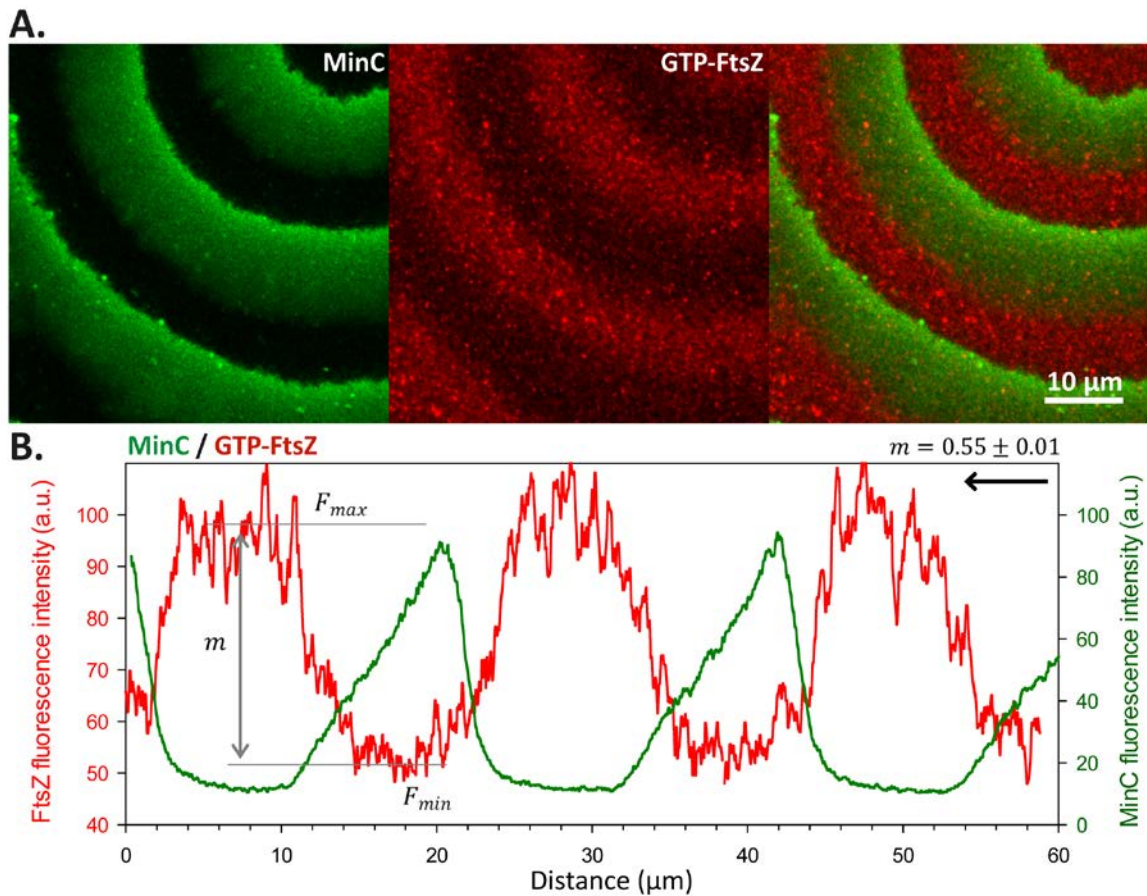 A.
MinC
GTP-FtsZ
10 µm
B.
MinC / GTP-FtsZ
m = 0.55 ± 0.01
FtsZ fluorescence intensity (a.u.)
100
90
80
70
60
50
40
F_max
m
F_min
MinC fluorescence intensity (a.u.)
100
80
60
40
20
0
0 10 20 30 40 50 60
Distance (µm)